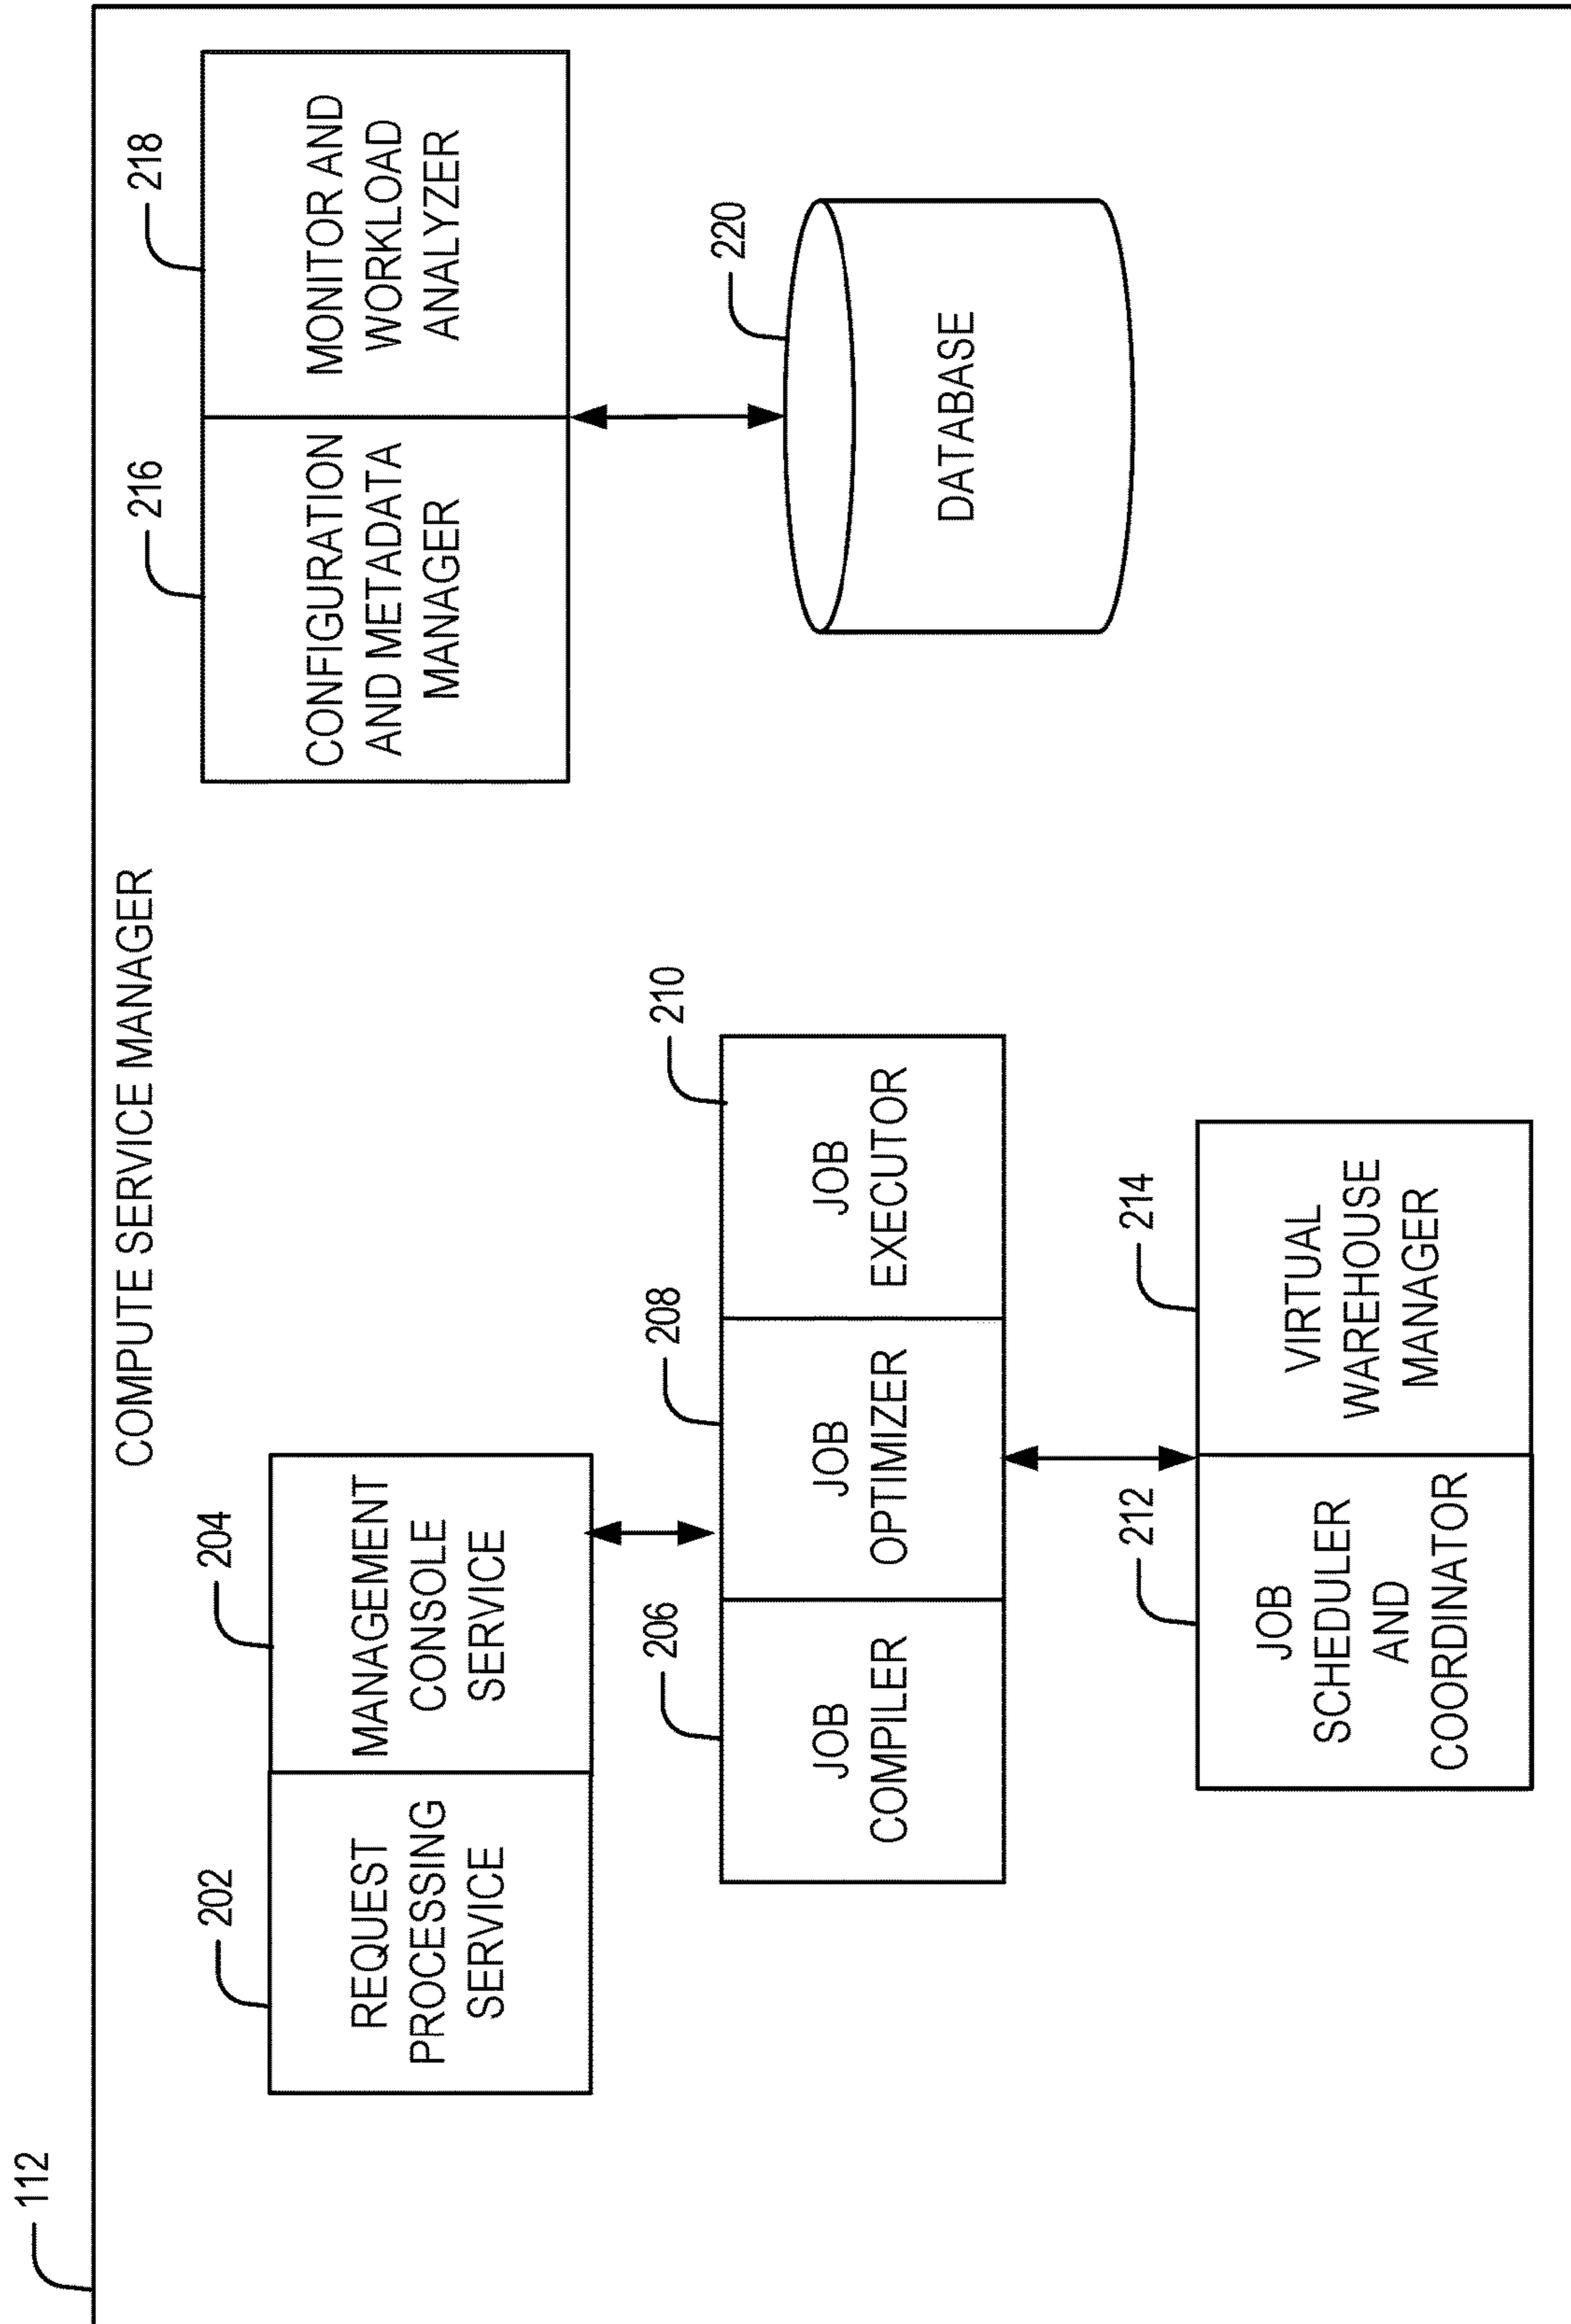 112
COMPUTE SERVICE MANAGER
202
REQUEST
PROCESSING
SERVICE
204
MANAGEMENT
CONSOLE
SERVICE
206
JOB
COMPILER
208
JOB
OPTIMIZER
210
JOB
EXECUTOR
212
JOB
SCHEDULER
AND
COORDINATOR
214
VIRTUAL
WAREHOUSE
MANAGER
216
CONFIGURATION
AND METADATA
MANAGER
218
MONITOR AND
WORKLOAD
ANALYZER
220
DATABASE